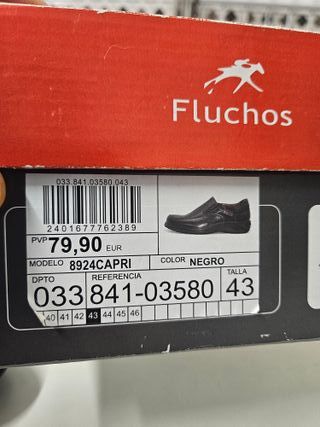 Fluchos
033.841.03580.043
2401677762389
PVP 79,90 EUR
MODELO 8924CAPRI COLOR NEGRO
DPTO REFERENCIA TALLA
033 841-03580 43
40 41 42 43 44 45 46